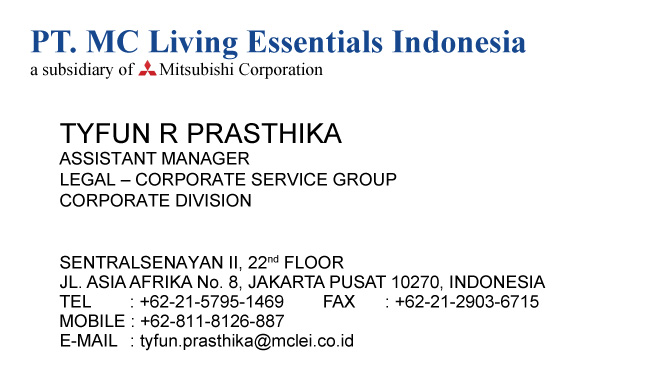 PT. MC Living Essentials Indonesia
a subsidiary of Mitsubishi Corporation
TYFUN R PRASTHIKA
ASSISTANT MANAGER
LEGAL – CORPORATE SERVICE GROUP
CORPORATE DIVISION
SENTRALSENAYAN II, 22nd FLOOR
JL. ASIA AFRIKA No. 8, JAKARTA PUSAT 10270, INDONESIA
TEL : +62-21-5795-1469 FAX : +62-21-2903-6715
MOBILE : +62-811-8126-887
E-MAIL : tyfun.prasthika@mclei.co.id